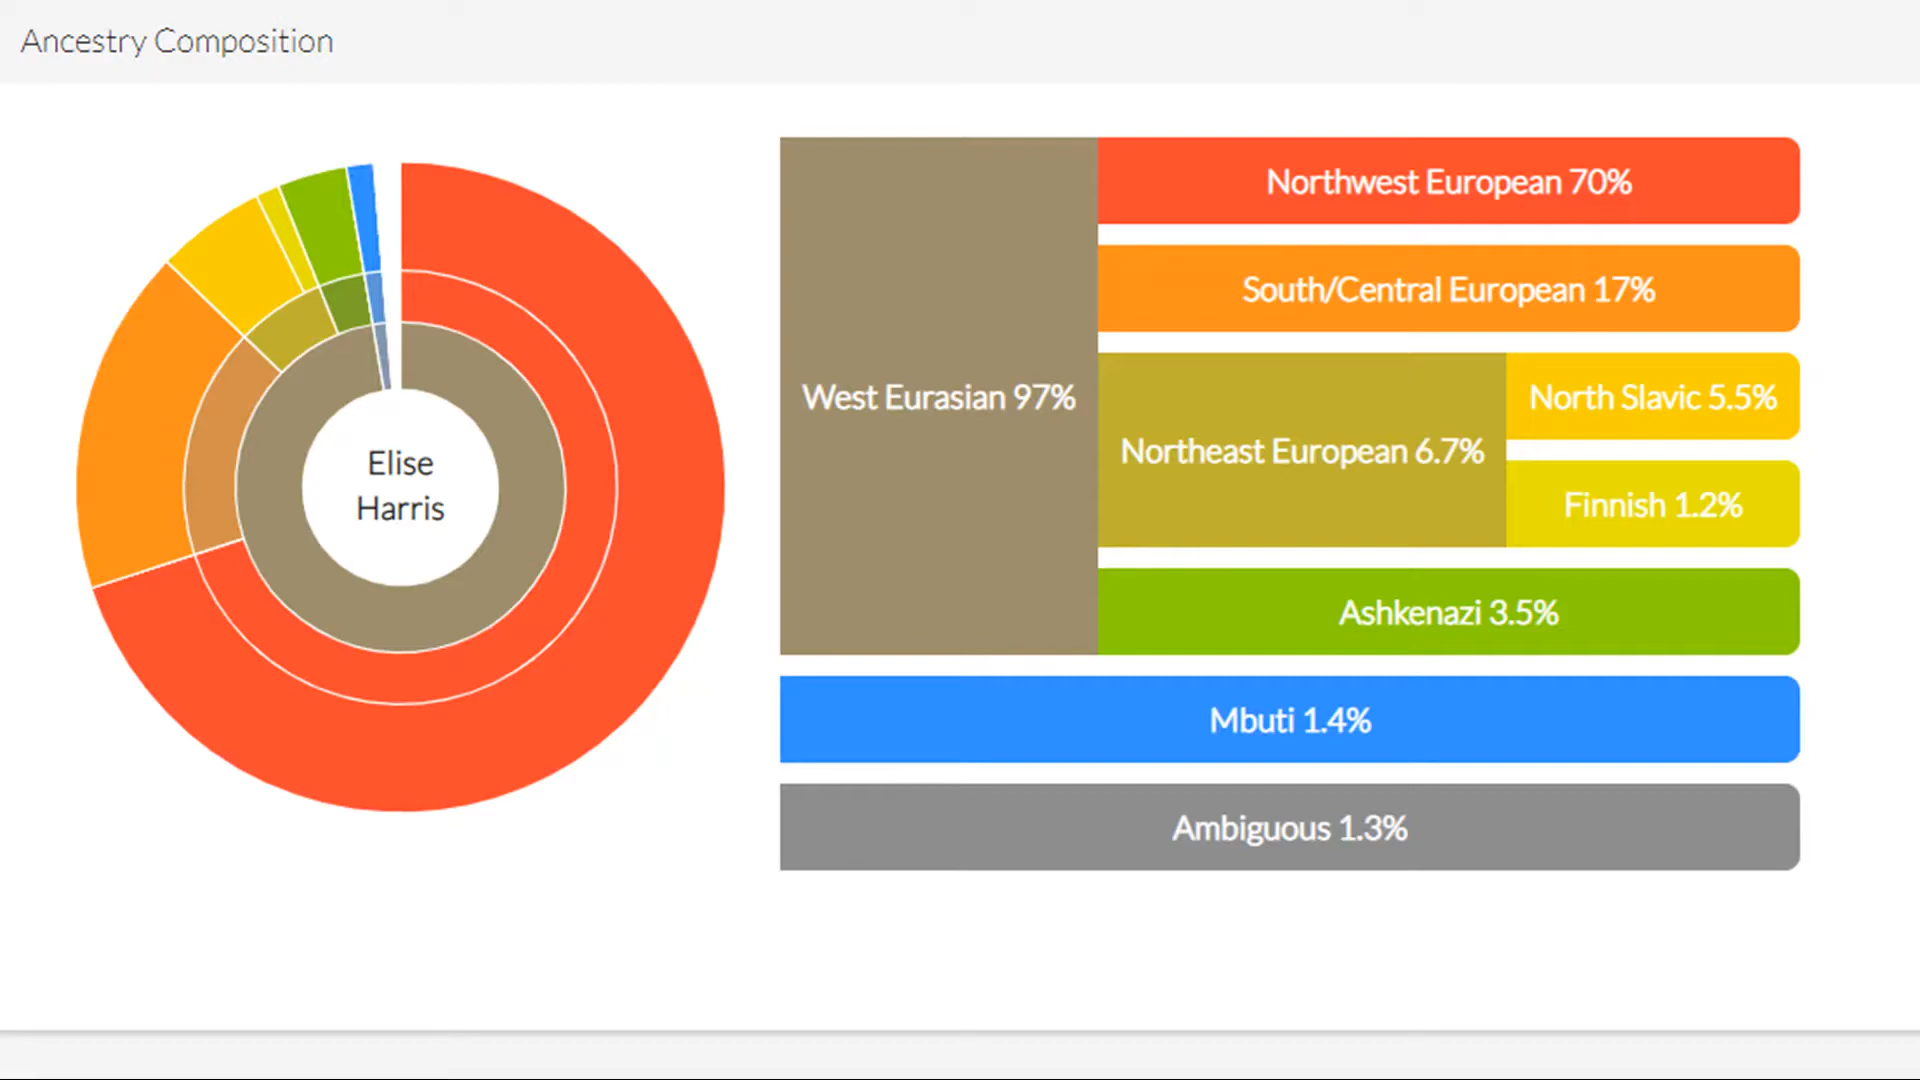 Ancestry Composition
Elise
Harris
West Eurasian 97%
Northwest European 70%
South/Central European 17%
Northeast European 6.7%
North Slavic 5.5%
Finnish 1.2%
Ashkenazi 3.5%
Mbuti 1.4%
Ambiguous 1.3%